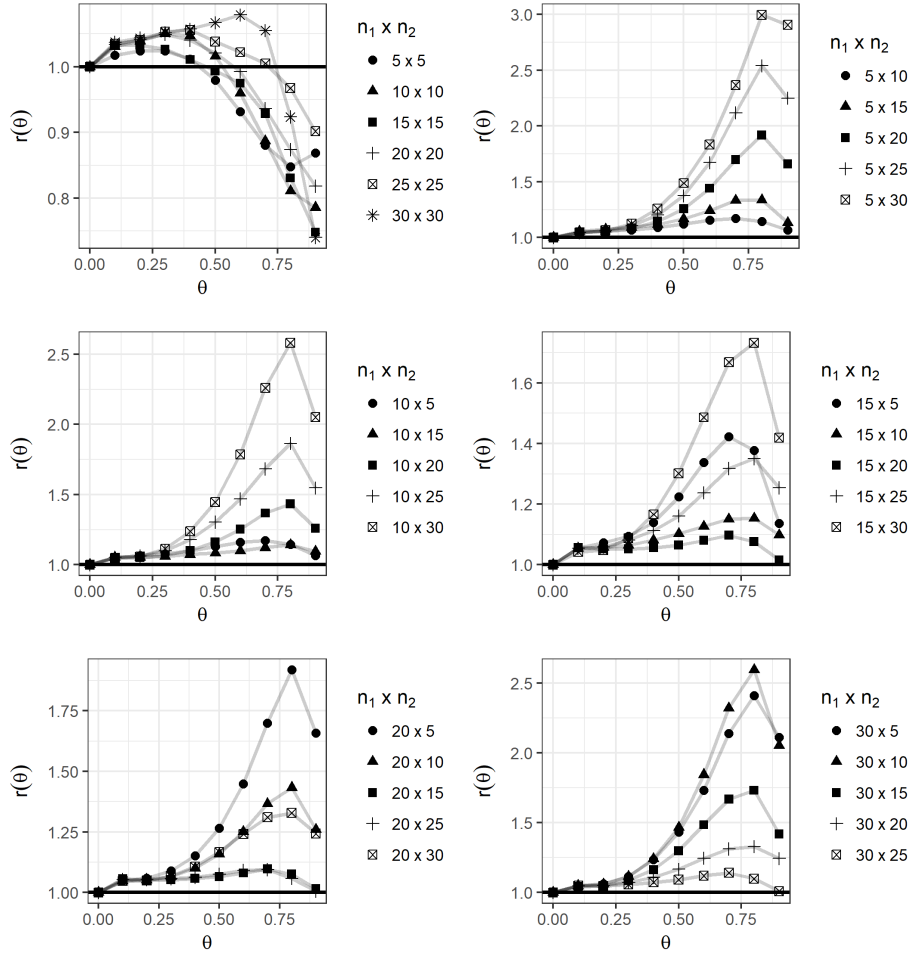 n1 x n2
5 x 5
10 x 10
15 x 15
20 x 20
25 x 25
30 x 30
r(θ)
1.0
0.9
0.8
0.00 0.25 0.50 0.75
θ
n1 x n2
5 x 10
5 x 15
5 x 20
5 x 25
5 x 30
r(θ)
3.0
2.5
2.0
1.5
1.0
0.00 0.25 0.50 0.75
θ
n1 x n2
10 x 5
10 x 15
10 x 20
10 x 25
10 x 30
r(θ)
2.5
2.0
1.5
1.0
0.00 0.25 0.50 0.75
θ
n1 x n2
15 x 5
15 x 10
15 x 20
15 x 25
15 x 30
r(θ)
1.6
1.4
1.2
1.0
0.00 0.25 0.50 0.75
θ
n1 x n2
20 x 5
20 x 10
20 x 15
20 x 25
20 x 30
r(θ)
1.75
1.50
1.25
1.00
0.00 0.25 0.50 0.75
θ
n1 x n2
30 x 5
30 x 10
30 x 15
30 x 20
30 x 25
r(θ)
2.5
2.0
1.5
1.0
0.00 0.25 0.50 0.75
θ